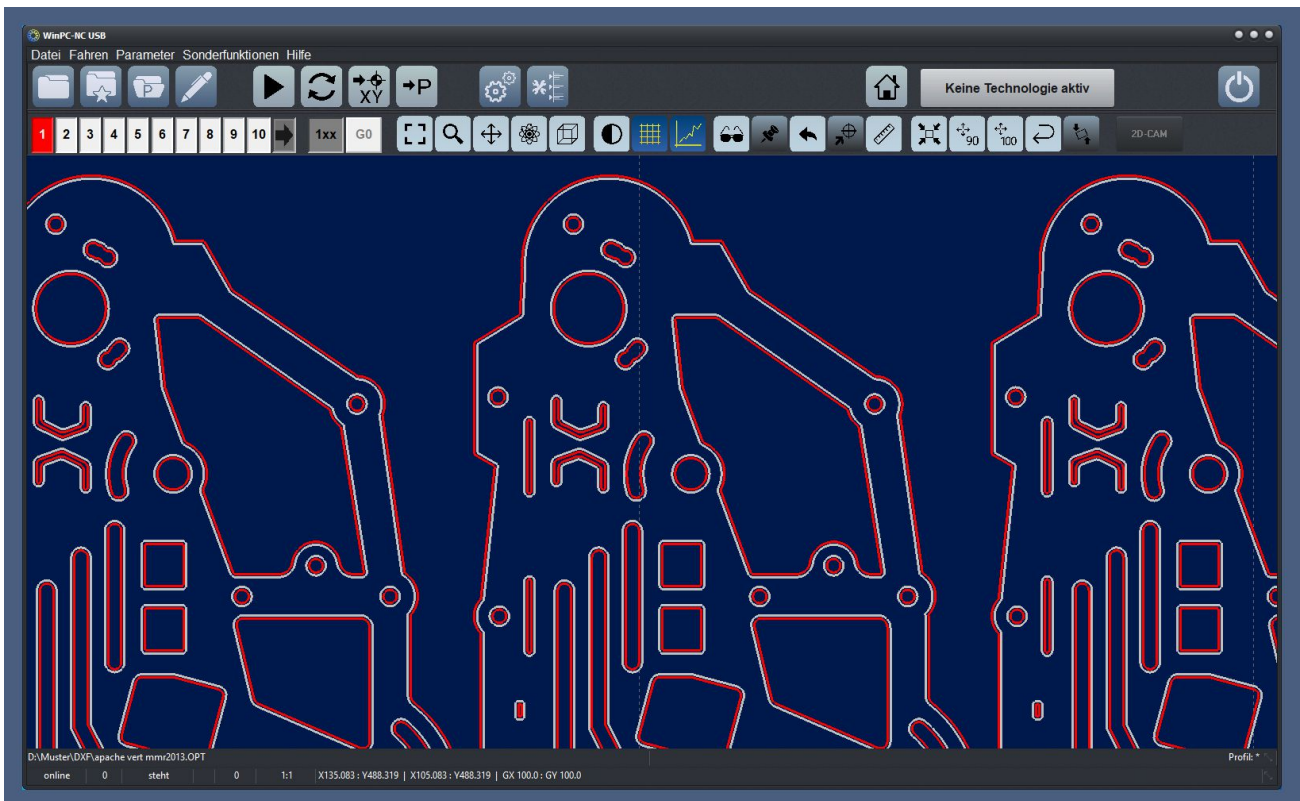 WinPC-NC USB
Datei Fahren Parameter Sonderfunktionen Hilfe
P XY →P Keine Technologie aktiv
1 2 3 4 5 6 7 8 9 10 1xx G0 90 100 2D-CAM
D:\Muster\DXF\apache vert mmr2013.OPT Profil: *
online 0 steht 0 1:1 X135.083 : Y488.319 | X105.083 : Y488.319 | GX 100.0 : GY 100.0